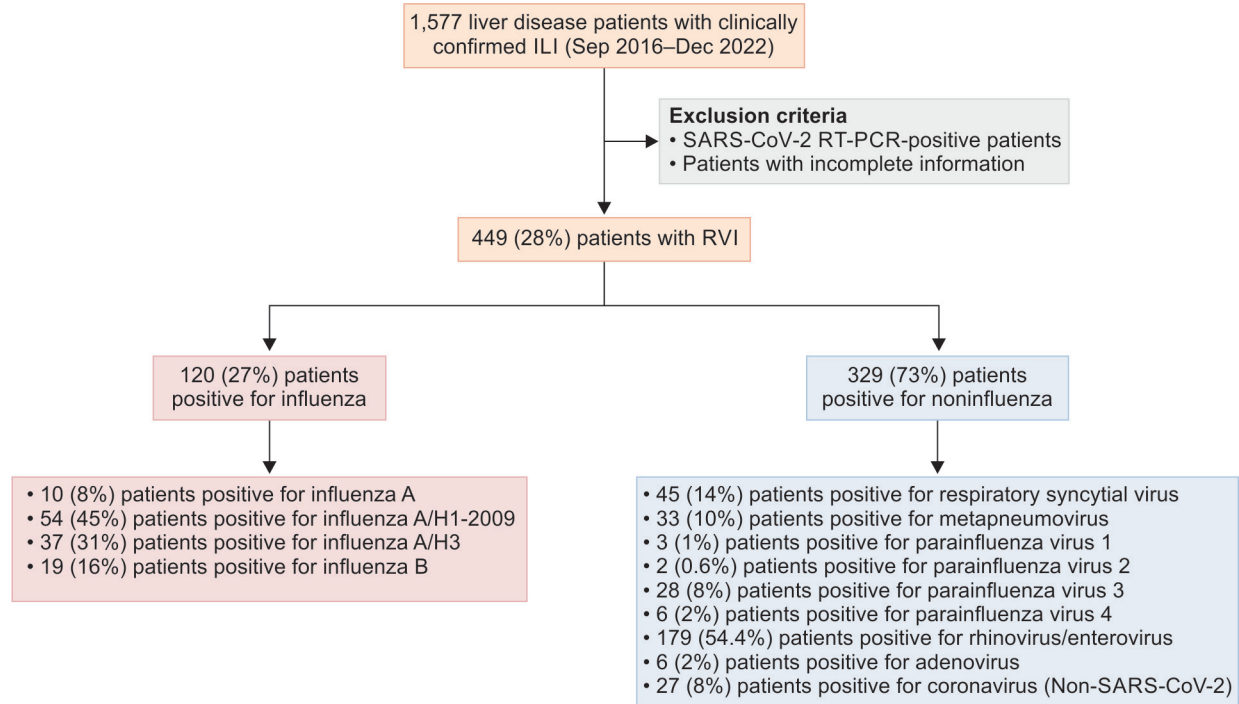 1,577 liver disease patients with clinically
confirmed ILI (Sep 2016–Dec 2022)
Exclusion criteria
• SARS-CoV-2 RT-PCR-positive patients
• Patients with incomplete information
449 (28%) patients with RVI
120 (27%) patients
positive for influenza
329 (73%) patients
positive for noninfluenza
• 10 (8%) patients positive for influenza A
• 54 (45%) patients positive for influenza A/H1-2009
• 37 (31%) patients positive for influenza A/H3
• 19 (16%) patients positive for influenza B
• 45 (14%) patients positive for respiratory syncytial virus
• 33 (10%) patients positive for metapneumovirus
• 3 (1%) patients positive for parainfluenza virus 1
• 2 (0.6%) patients positive for parainfluenza virus 2
• 28 (8%) patients positive for parainfluenza virus 3
• 6 (2%) patients positive for parainfluenza virus 4
• 179 (54.4%) patients positive for rhinovirus/enterovirus
• 6 (2%) patients positive for adenovirus
• 27 (8%) patients positive for coronavirus (Non-SARS-CoV-2)